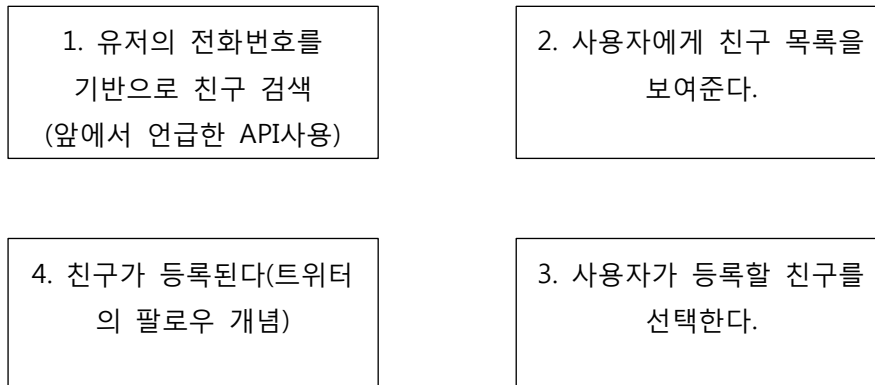 1. 유저의 전화번호를
기반으로 친구 검색
(앞에서 언급한 API사용)
2. 사용자에게 친구 목록을
보여준다.
3. 사용자가 등록할 친구를
선택한다.
4. 친구가 등록된다(트위터
의 팔로우 개념)